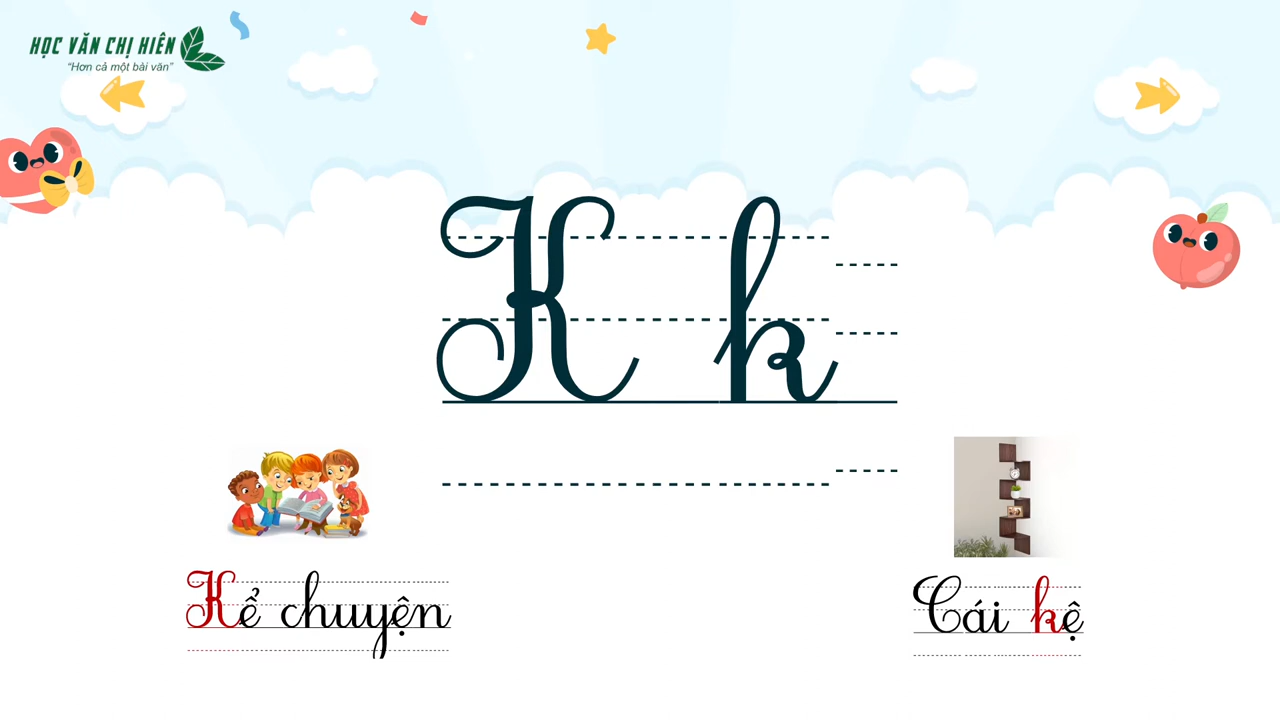 HỌC VĂN CHỊ HIÊN
“Hơn cả một bài văn”
K k
Kể chuyện
Cái kệ